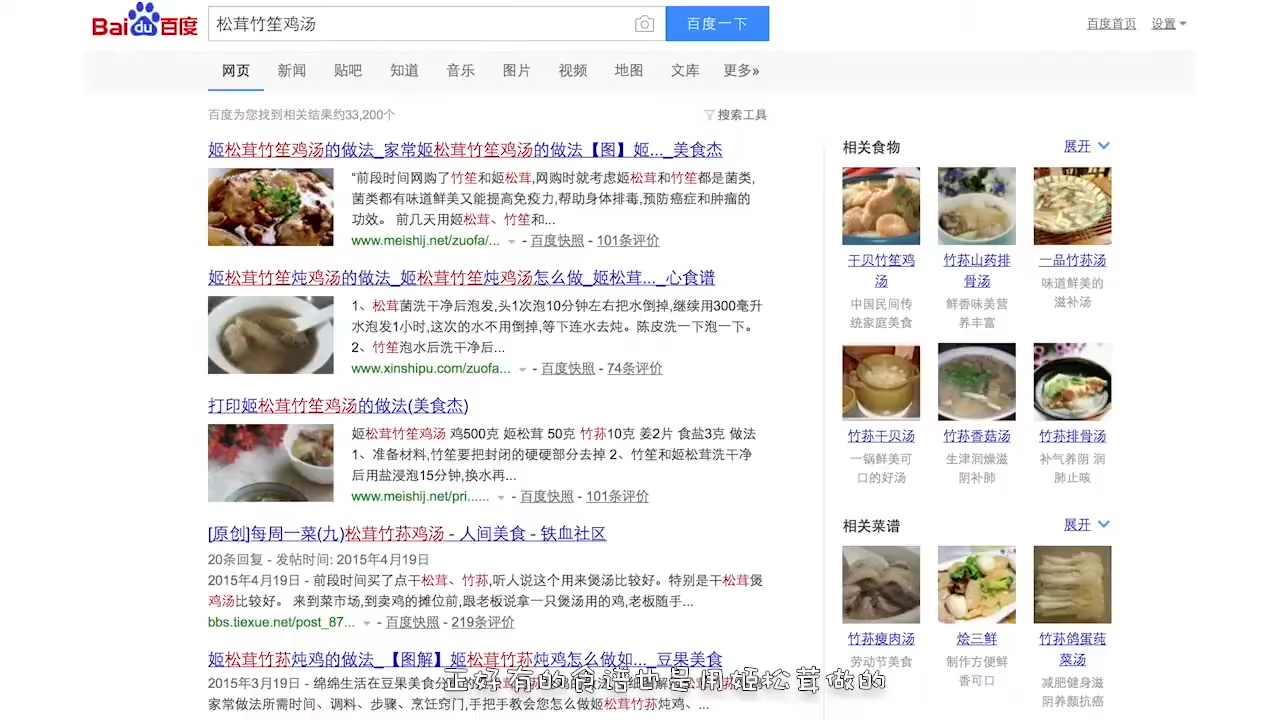 Bai du 百度
松茸竹笙鸡汤
百度一下
百度首页 设置
网页 新闻 贴吧 知道 音乐 图片 视频 地图 文库 更多»
百度为您找到相关结果约33,200个
搜索工具
姬松茸竹笙鸡汤的做法_家常姬松茸竹笙鸡汤的做法【图】姬..._美食杰
“前段时间网购了竹笙和姬松茸,网购时就考虑姬松茸和竹笙都是菌类,
菌类都有味道鲜美又能提高免疫力,帮助身体排毒,预防癌症和肿瘤的
功效。 前几天用姬松茸、竹笙和...
www.meishij.net/zuofa/... - 百度快照 - 101条评价
姬松茸竹笙炖鸡汤的做法_姬松茸竹笙炖鸡汤怎么做_姬松茸..._心食谱
1、松茸菌洗干净后泡发,头1次泡10分钟左右把水倒掉,继续用300毫升
水泡发1小时,这次的水不用倒掉,等下连水去炖。陈皮洗一下泡一下。
2、竹笙泡水后洗干净后...
www.xinshipu.com/zuofa... - 百度快照 - 74条评价
打印姬松茸竹笙鸡汤的做法(美食杰)
姬松茸竹笙鸡汤 鸡500克 姬松茸 50克 竹荪10克 姜2片 食盐3克 做法
1、准备材料,竹笙要把封闭的硬硬部分去掉 2、竹笙和姬松茸洗干净
后用盐浸泡15分钟,换水再...
www.meishij.net/pri...... - 百度快照 - 101条评价
[原创]每周一菜(九)松茸竹荪鸡汤 - 人间美食 - 铁血社区
20条回复 - 发帖时间: 2015年4月19日
2015年4月19日 - 前段时间买了点干松茸、竹荪,听人说这个用来煲汤比较好。特别是干松茸煲
鸡汤比较好。 来到菜市场,到卖鸡的摊位前,跟老板说拿一只煲汤用的鸡,老板随手...
bbs.tiexue.net/post_87... - 百度快照 - 219条评价
姬松茸竹荪炖鸡的做法_【图解】姬松茸竹荪炖鸡怎么做如..._豆果美食
2015年3月19日 - 绵绵生活在豆果美食分
家常做法所需时间、调料、步骤、烹饪窍门,手把手教会您怎么做姬松茸竹荪炖鸡、...
正好有的食谱也是用姬松茸做的
相关食物 展开
干贝竹笙鸡
汤
中国民间传
统家庭美食
竹荪山药排
骨汤
鲜香味美营
养丰富
一品竹荪汤
味道鲜美的
滋补汤
竹荪干贝汤
一锅鲜美可
口的好汤
竹荪香菇汤
生津润燥滋
阴补肺
竹荪排骨汤
补气养阴 润
肺止咳
相关菜谱 展开
竹荪瘦肉汤
劳动节美食
烩三鲜
制作方便鲜
香可口
竹荪鸽蛋莼
菜汤
减肥健身滋
阴养颜抗癌